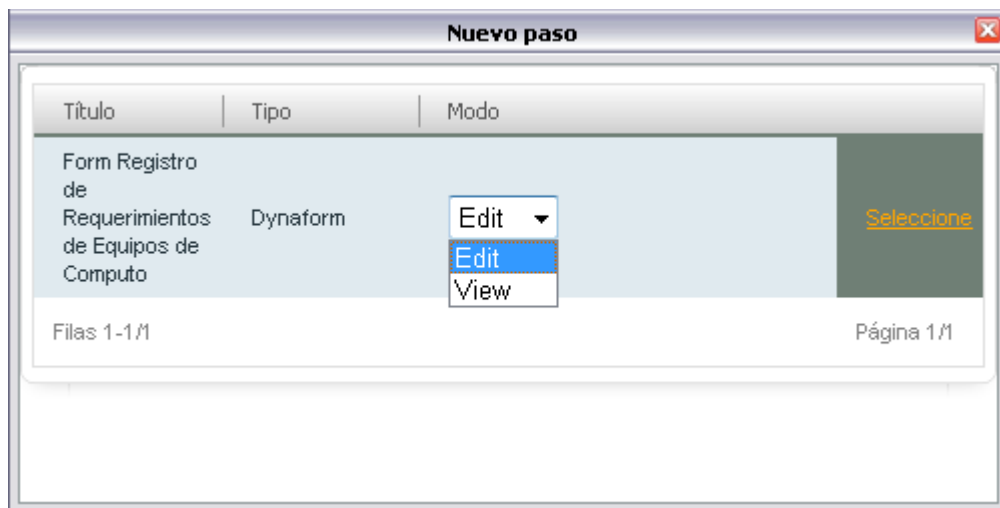 Nuevo paso
Título Tipo Modo
Form Registro
de
Requerimientos
de Equipos de
Computo
Dynaform
Edit
Edit
View
Seleccione
Filas 1-1/1 Página 1/1